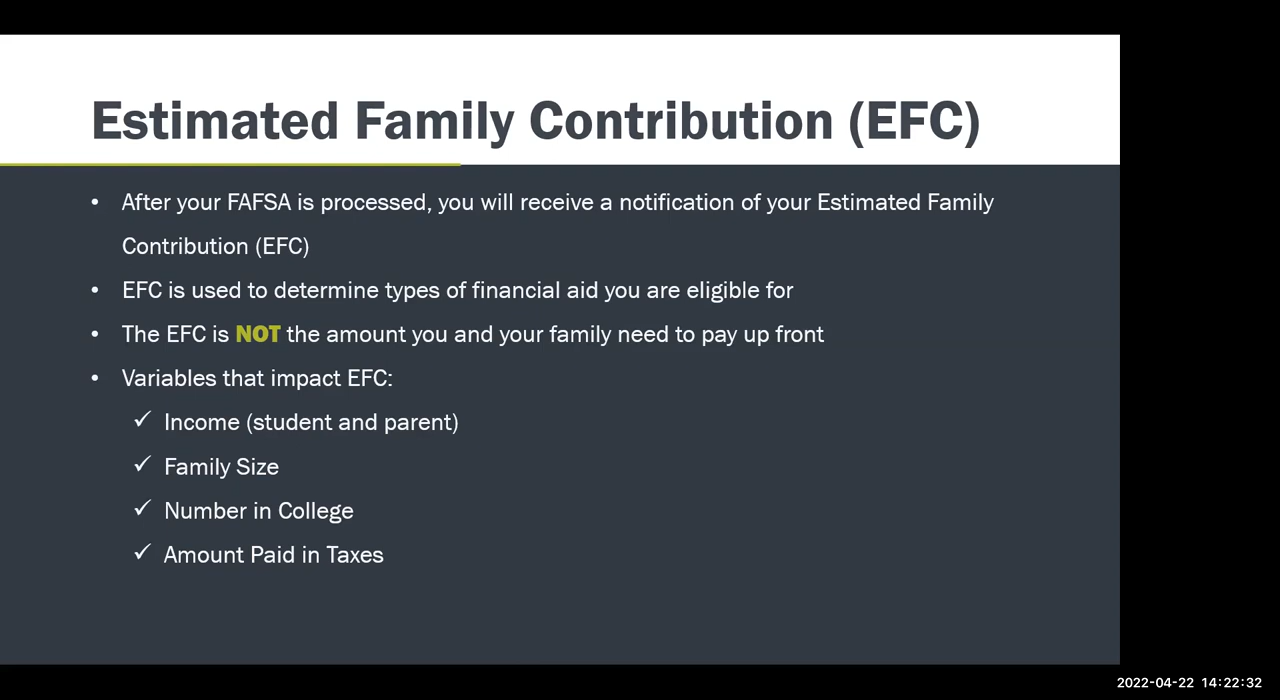 Estimated Family Contribution (EFC)
• After your FAFSA is processed, you will receive a notification of your Estimated Family
Contribution (EFC)
• EFC is used to determine types of financial aid you are eligible for
• The EFC is NOT the amount you and your family need to pay up front
• Variables that impact EFC:
✓ Income (student and parent)
✓ Family Size
✓ Number in College
✓ Amount Paid in Taxes
2022-04-22 14:22:32